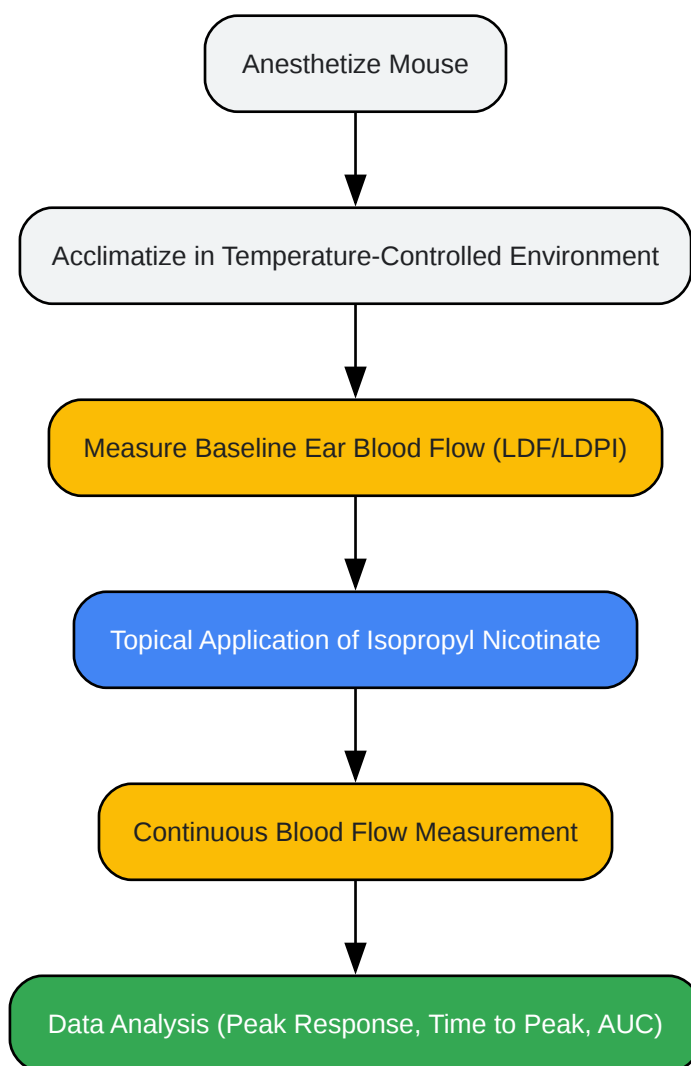 Anesthetize Mouse
Acclimatize in Temperature-Controlled Environment
Measure Baseline Ear Blood Flow (LDF/LDPI)
Topical Application of Isopropyl Nicotinate
Continuous Blood Flow Measurement
Data Analysis (Peak Response, Time to Peak, AUC)